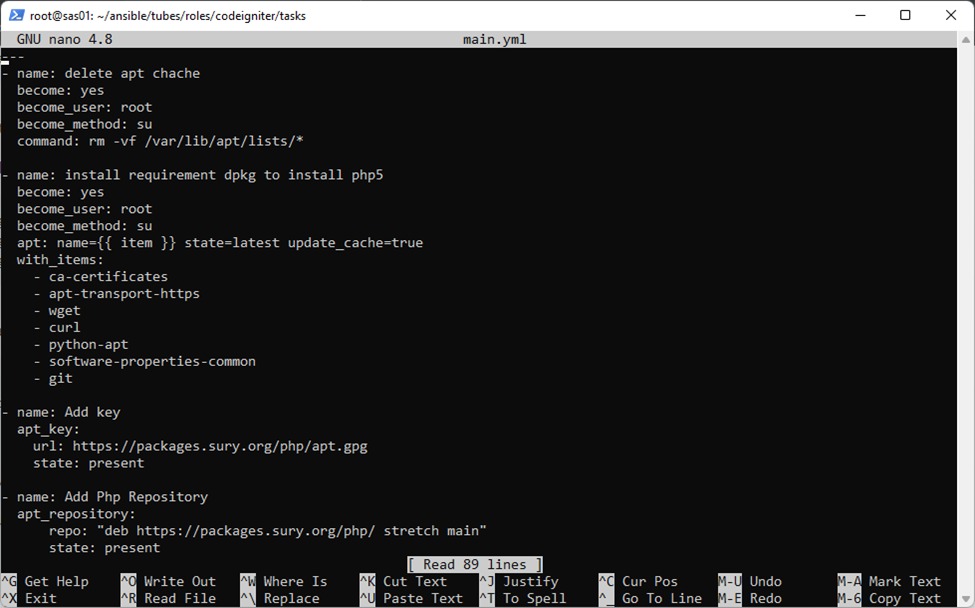 root@sas01: ~/ansible/tubes/roles/codeigniter/tasks
GNU nano 4.8 main.yml
---
- name: delete apt chache
  become: yes
  become_user: root
  become_method: su
  command: rm -vf /var/lib/apt/lists/*

- name: install requirement dpkg to install php5
  become: yes
  become_user: root
  become_method: su
  apt: name={{ item }} state=latest update_cache=true
  with_items:
    - ca-certificates
    - apt-transport-https
    - wget
    - curl
    - python-apt
    - software-properties-common
    - git

- name: Add key
  apt_key:
    url: https://packages.sury.org/php/apt.gpg
    state: present

- name: Add Php Repository
  apt_repository:
      repo: "deb https://packages.sury.org/php/ stretch main"
      state: present
[ Read 89 lines ]
^G Get Help ^O Write Out ^W Where Is ^K Cut Text ^J Justify ^C Cur Pos M-U Undo M-A Mark Text
^X Exit ^R Read File ^\ Replace ^U Paste Text ^T To Spell ^_ Go To Line M-E Redo M-6 Copy Text